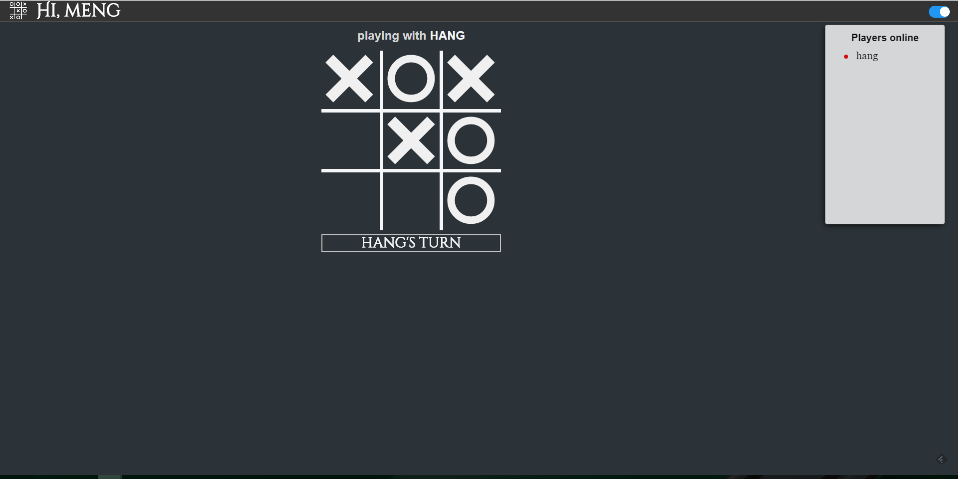 Hi, MENG
playing with HANG
Players online
hang
X O X
X O
O
HANG'S TURN